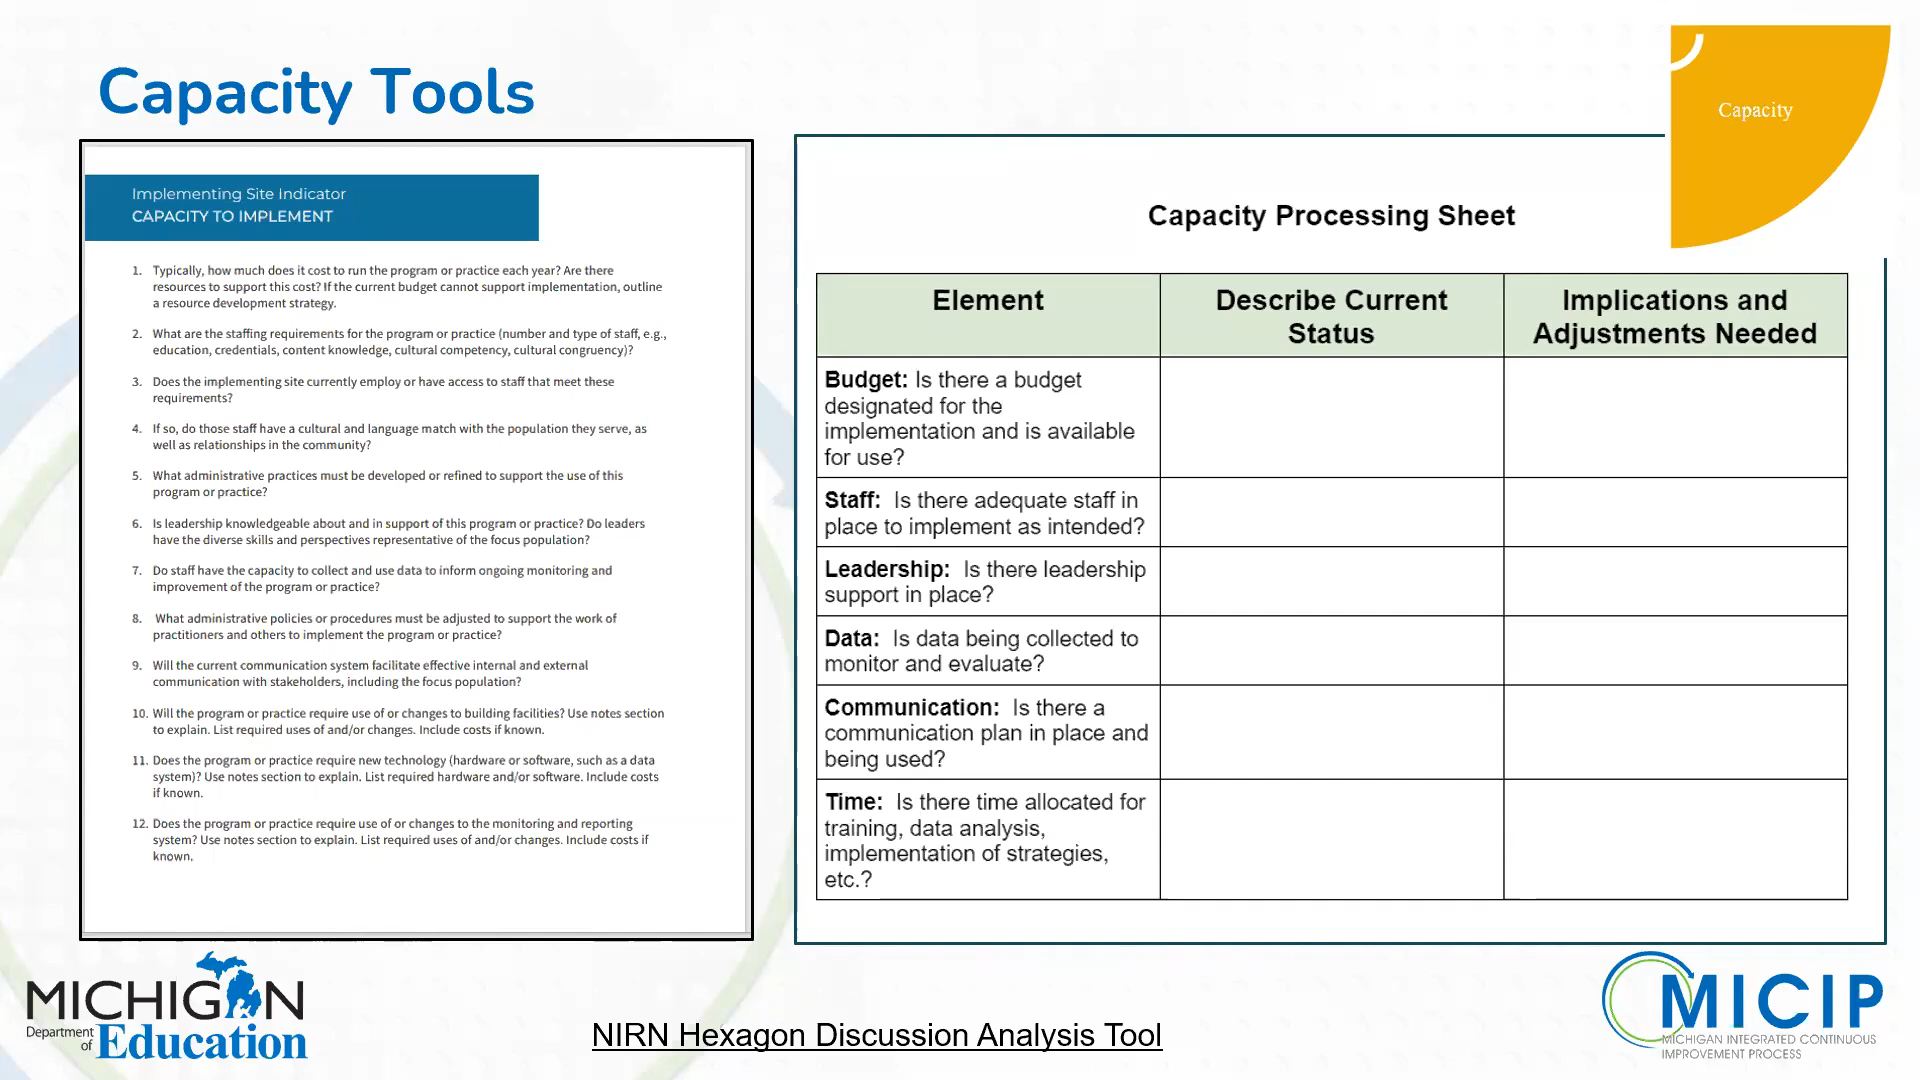 Capacity Tools
Capacity
Implementing Site Indicator
CAPACITY TO IMPLEMENT
1. Typically, how much does it cost to run the program or practice each year? Are there
resources to support this cost? If the current budget cannot support implementation, outline
a resource development strategy.
2. What are the staffing requirements for the program or practice (number and type of staff, e.g.,
education, credentials, content knowledge, cultural competency, cultural congruency)?
3. Does the implementing site currently employ or have access to staff that meet these
requirements?
4. If so, do those staff have a cultural and language match with the population they serve, as
well as relationships in the community?
5. What administrative practices must be developed or refined to support the use of this
program or practice?
6. Is leadership knowledgeable about and in support of this program or practice? Do leaders
have the diverse skills and perspectives representative of the focus population?
7. Do staff have the capacity to collect and use data to inform ongoing monitoring and
improvement of the program or practice?
8. What administrative policies or procedures must be adjusted to support the work of
practitioners and others to implement the program or practice?
9. Will the current communication system facilitate effective internal and external
communication with stakeholders, including the focus population?
10. Will the program or practice require use of or changes to building facilities? Use notes section
to explain. List required uses of and/or changes. Include costs if known.
11. Does the program or practice require new technology (hardware or software, such as a data
system)? Use notes section to explain. List required hardware and/or software. Include costs
if known.
12. Does the program or practice require use of or changes to the monitoring and reporting
system? Use notes section to explain. List required uses of and/or changes. Include costs if
known.
Capacity Processing Sheet
Element
Describe Current
Status
Implications and
Adjustments Needed
Budget: Is there a budget
designated for the
implementation and is available
for use?
Staff: Is there adequate staff in
place to implement as intended?
Leadership: Is there leadership
support in place?
Data: Is data being collected to
monitor and evaluate?
Communication: Is there a
communication plan in place and
being used?
Time: Is there time allocated for
training, data analysis,
implementation of strategies,
etc.?
MICHIGAN
Department
of Education
NIRN Hexagon Discussion Analysis Tool
MICIP
MICHIGAN INTEGRATED CONTINUOUS
IMPROVEMENT PROCESS